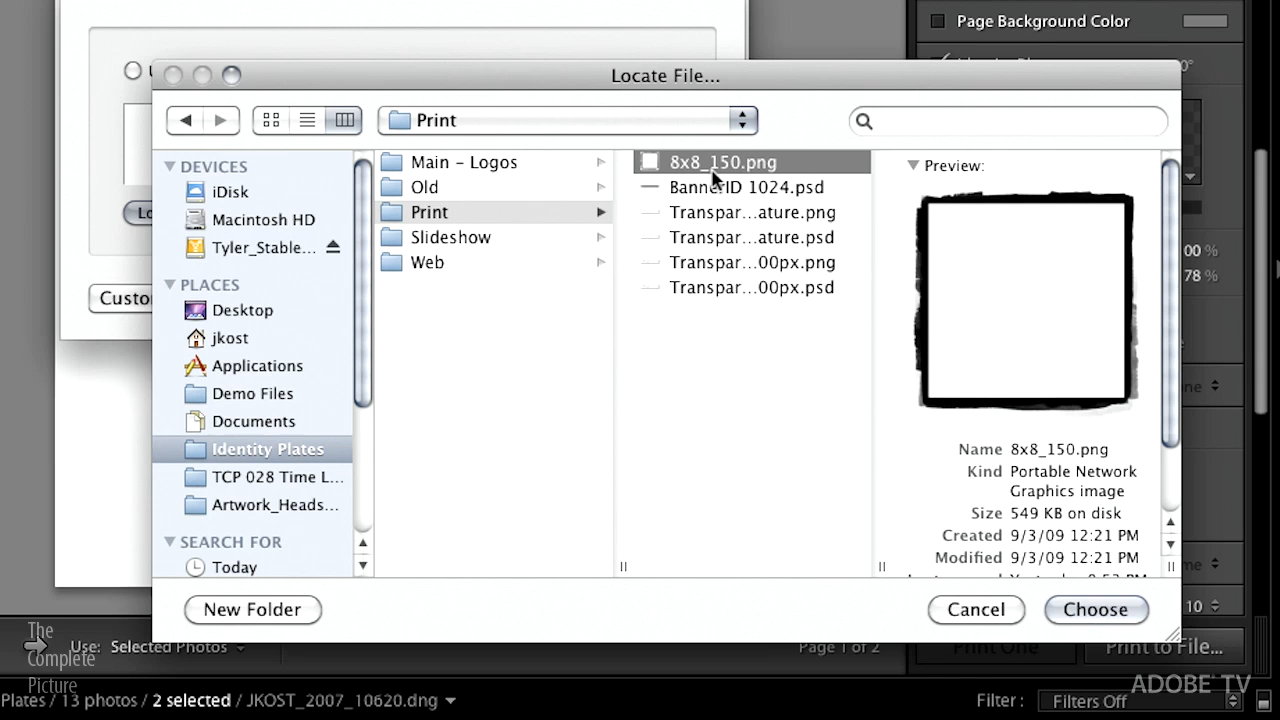 Page Background Color
Locate File...
Print
DEVICES
iDisk
Macintosh HD
Tyler_Stable...
PLACES
Desktop
jkost
Applications
Demo Files
Documents
Identity Plates
TCP 028 Time L...
Artwork_Heads...
SEARCH FOR
Today
Main - Logos
Old
Print
Slideshow
Web
8x8_150.png
BannerID 1024.psd
Transpar...ature.png
Transpar...ature.psd
Transpar...00px.png
Transpar...00px.psd
Preview:
Name 8x8_150.png
Kind Portable Network
Graphics image
Size 549 KB on disk
Created 9/3/09 12:21 PM
Modified 9/3/09 12:21 PM
00 %
78 %
10
New Folder
Cancel
Choose
Custo
The
Complete
Picture
Use: Selected Photos
Page 1 of 2
Print One
Print to File...
ADOBE TV
Plates / 13 photos / 2 selected / JKOST_2007_10620.dng
Filter :
Filters Off